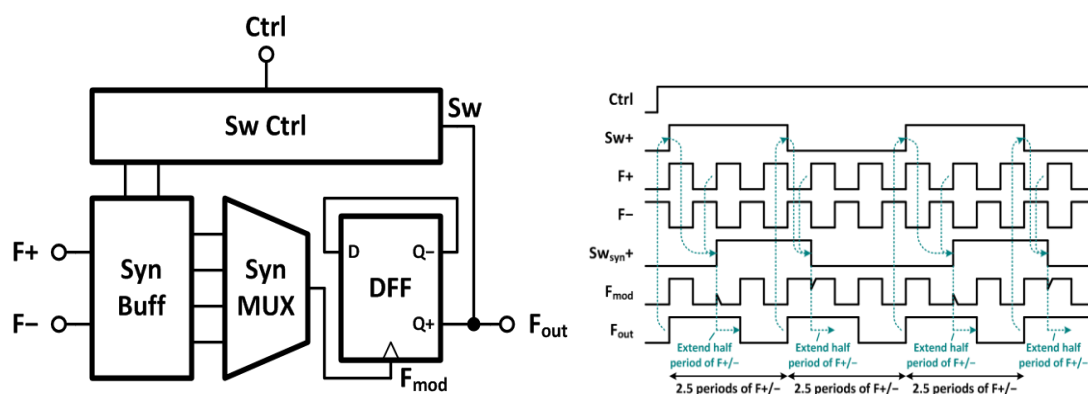 Ctrl
Sw
Sw Ctrl
F+
F−
Syn
Buff
Syn
MUX
D
Q−
DFF
Q+
Fout
Fmod
Ctrl
Sw+
F+
F−
Swsyn+
Fmod
Fout
Extend half
period of F+/−
Extend half
period of F+/−
Extend half
period of F+/−
Extend half
period of F+/−
2.5 periods of F+/−
2.5 periods of F+/−
2.5 periods of F+/−